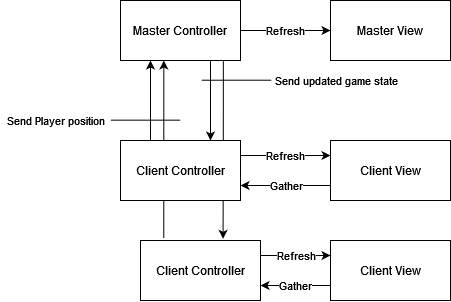 Master Controller
Refresh
Master View
Send updated game state
Send Player position
Client Controller
Refresh
Gather
Client View
Client Controller
Refresh
Gather
Client View